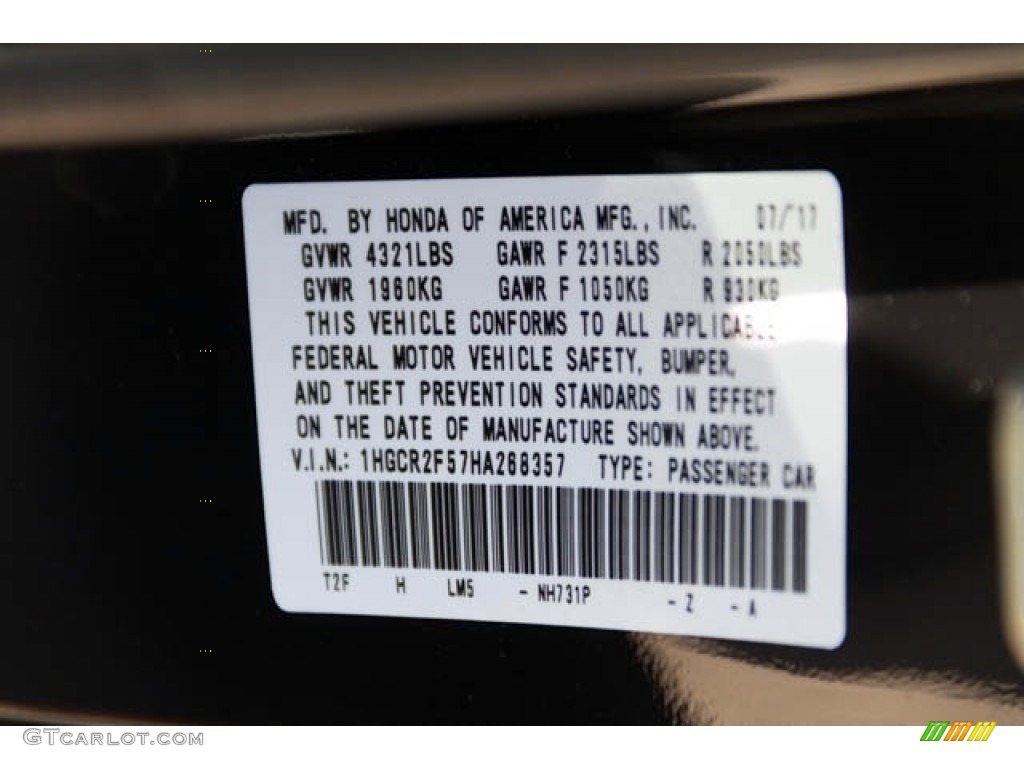 MFD. BY HONDA OF AMERICA MFG., INC. 07/17
GVWR 4321LBS GAWR F 2315LBS R 2050LBS
GVWR 1960KG GAWR F 1050KG R 930KG
THIS VEHICLE CONFORMS TO ALL APPLICABLE
FEDERAL MOTOR VEHICLE SAFETY, BUMPER,
AND THEFT PREVENTION STANDARDS IN EFFECT
ON THE DATE OF MANUFACTURE SHOWN ABOVE.
V.I.N.: 1HGCR2F57HA268357 TYPE: PASSENGER CAR
T2F H LM5 - NH731P - Z - A
GTCARLOT.COM